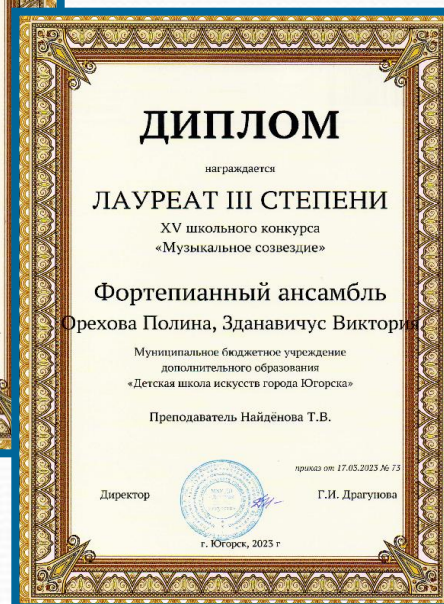 ДИПЛОМ
награждается
ЛАУРЕАТ III СТЕПЕНИ
XV школьного конкурса
«Музыкальное созвездие»
Фортепианный ансамбль
Орехова Полина, Зданавичус Виктория
Муниципальное бюджетное учреждение
дополнительного образования
«Детская школа искусств города Югорска»
Преподаватель Найдёнова Т.В.
приказ от 17.03.2023 № 73
Директор Г.И. Драгунова
г. Югорск, 2023 г